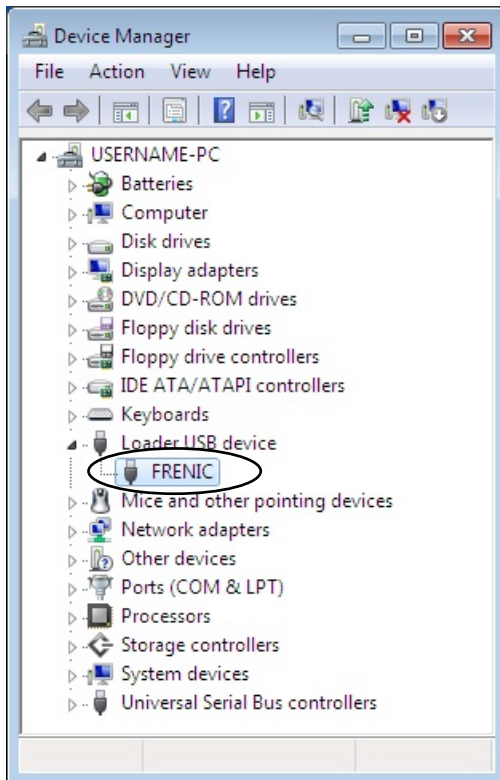 Device Manager
File Action View Help
USERNAME-PC
Batteries
Computer
Disk drives
Display adapters
DVD/CD-ROM drives
Floppy disk drives
Floppy drive controllers
IDE ATA/ATAPI controllers
Keyboards
Loader USB device
FRENIC
Mice and other pointing devices
Network adapters
Other devices
Ports (COM & LPT)
Processors
Storage controllers
System devices
Universal Serial Bus controllers